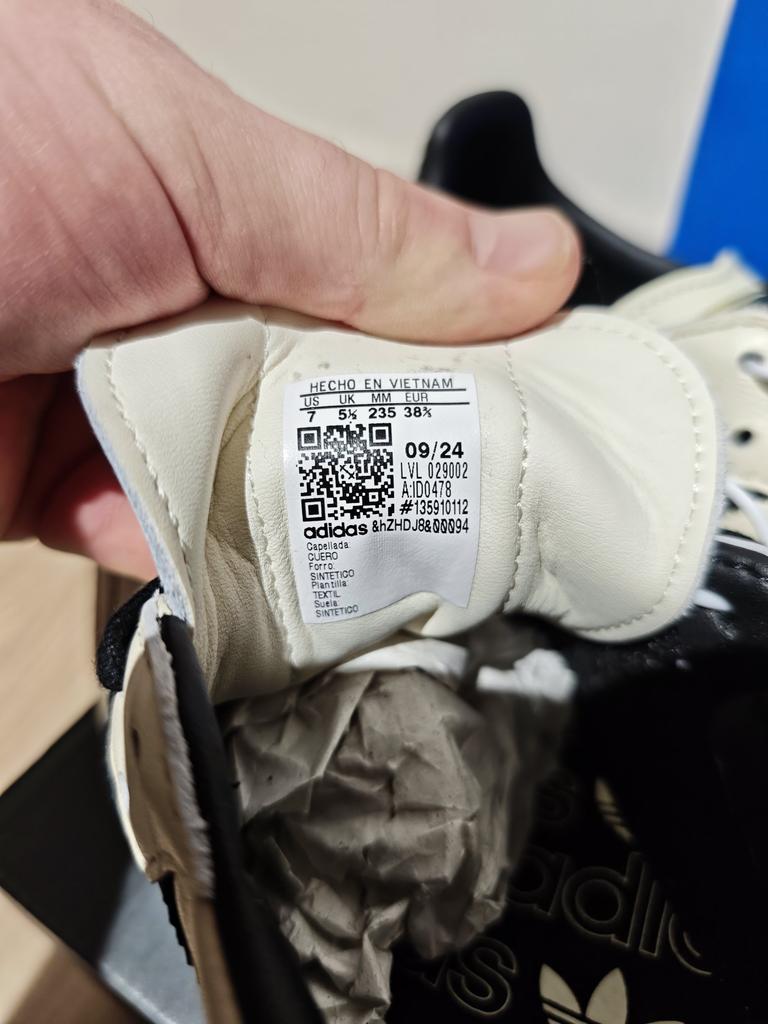 HECHO EN VIETNAM
US UK MM EUR
7 5½ 235 38⅔
09/24
LVL 029002
A:ID0478
#135910112
adidas &hZHDJ8&00094
Capellada:
CUERO
Forro:
SINTETICO
Plantilla:
TEXTIL
Suela:
SINTETICO